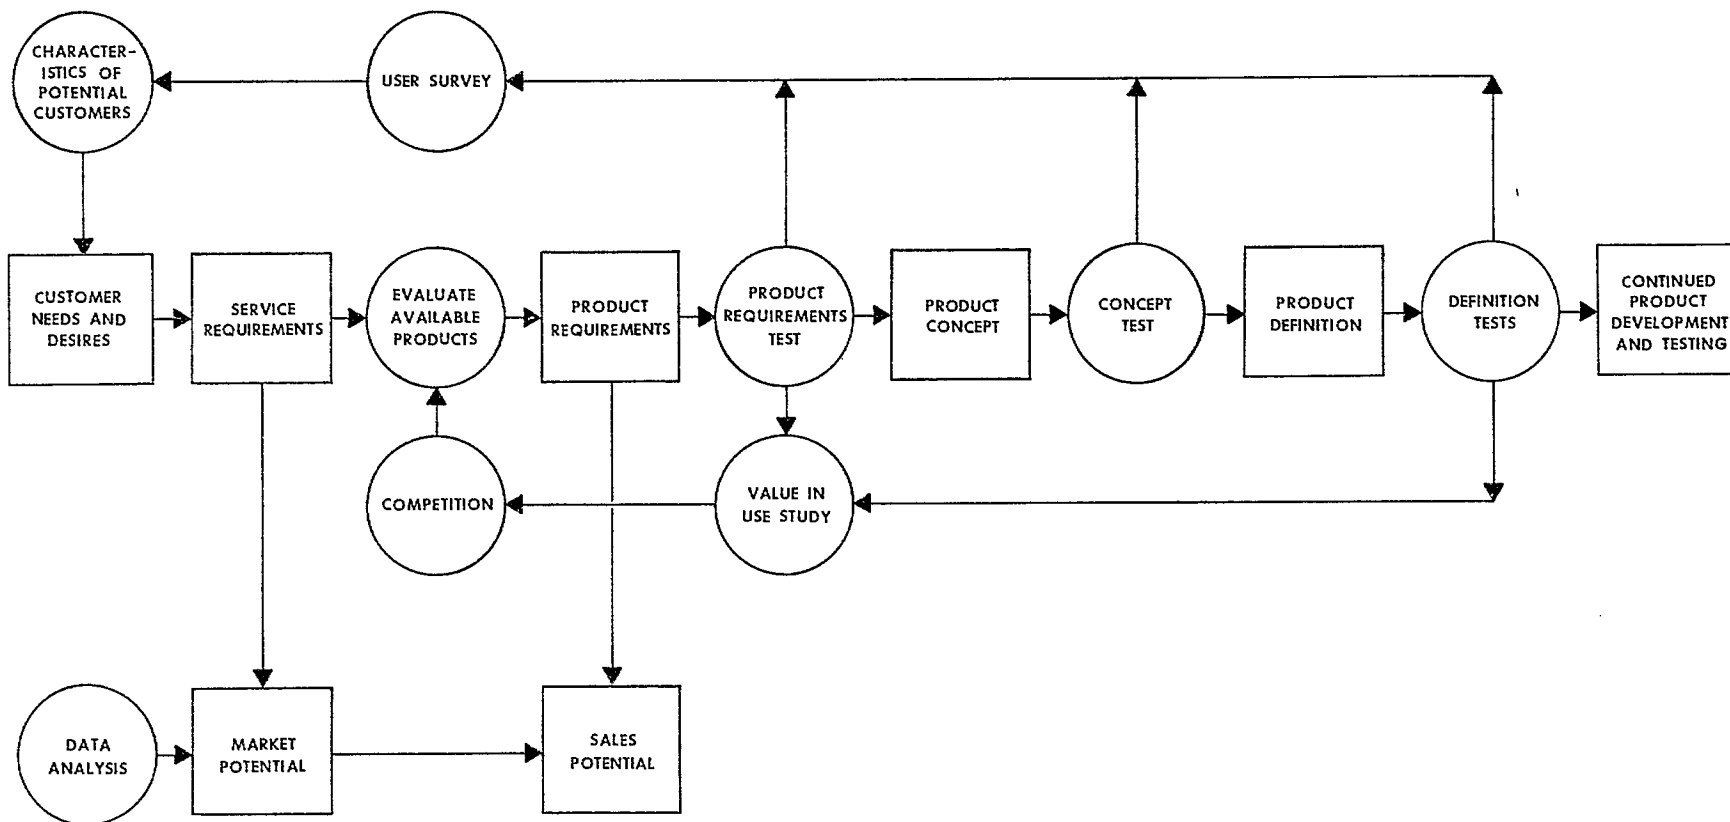 CHARACTER-
ISTICS OF
POTENTIAL
CUSTOMERS
USER SURVEY
CUSTOMER
NEEDS AND
DESIRES
SERVICE
REQUIREMENTS
EVALUATE
AVAILABLE
PRODUCTS
PRODUCT
REQUIREMENTS
PRODUCT
REQUIREMENTS
TEST
PRODUCT
CONCEPT
CONCEPT
TEST
PRODUCT
DEFINITION
DEFINITION
TESTS
CONTINUED
PRODUCT
DEVELOPMENT
AND TESTING
COMPETITION
VALUE IN
USE STUDY
DATA
ANALYSIS
MARKET
POTENTIAL
SALES
POTENTIAL